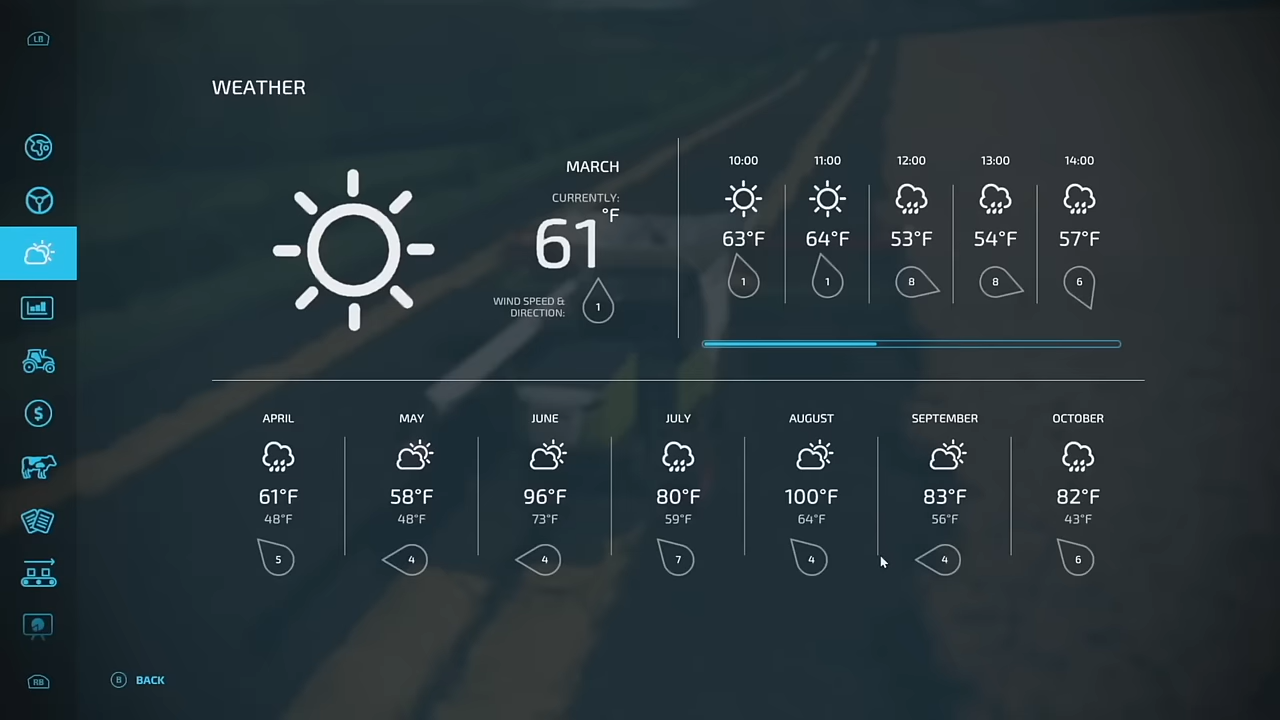 LB
WEATHER
MARCH
CURRENTLY:
61°F
WIND SPEED &
DIRECTION:
1
10:00 11:00 12:00 13:00 14:00
63°F 64°F 53°F 54°F 57°F
1 1 8 8 6
APRIL MAY JUNE JULY AUGUST SEPTEMBER OCTOBER
61°F 58°F 96°F 80°F 100°F 83°F 82°F
48°F 48°F 73°F 59°F 64°F 56°F 43°F
5 4 4 7 4 4 6
$
RB
B BACK